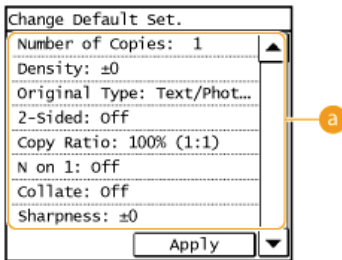 Change Default Set.
Number of Copies: 1
Density: ±0
Original Type: Text/Phot...
2-Sided: Off
Copy Ratio: 100% (1:1)
N on 1: Off
Collate: Off
Sharpness: ±0
a
Apply